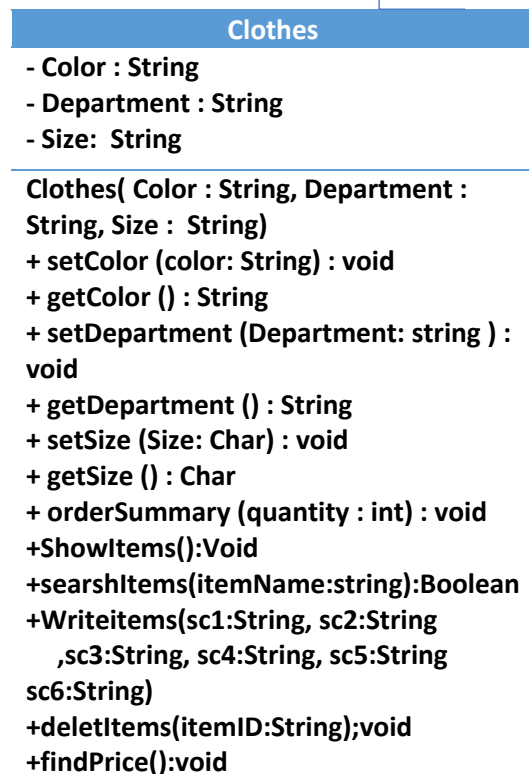 Clothes
- Color : String
- Department : String
- Size:  String
Clothes( Color : String, Department :
String, Size :  String)
+ setColor (color: String) : void
+ getColor () : String
+ setDepartment (Department: string ) :
void
+ getDepartment () : String
+ setSize (Size: Char) : void
+ getSize () : Char
+ orderSummary (quantity : int) : void
+ShowItems():Void
+searshItems(itemName:string):Boolean
+Writeitems(sc1:String, sc2:String
,sc3:String, sc4:String, sc5:String
sc6:String)
+deletItems(itemID:String);void
+findPrice():void